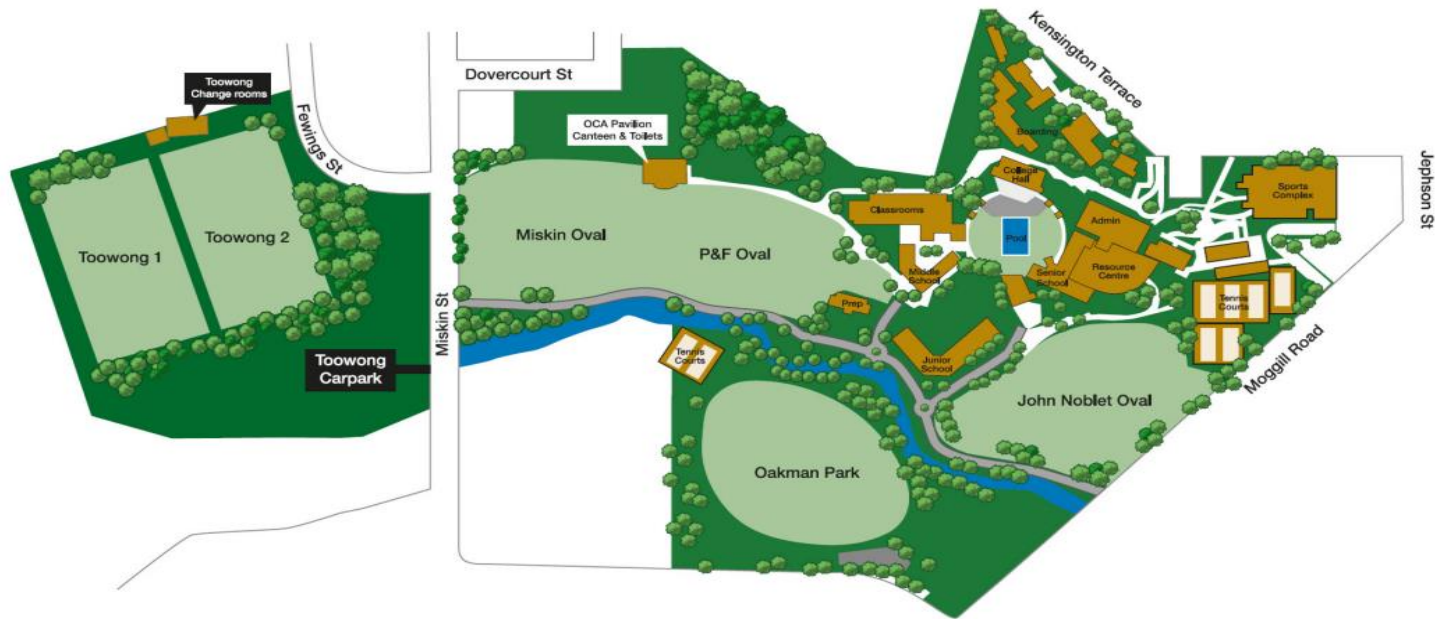 Toowong
Change rooms
Fewings St
Dovercourt St
OCA Pavilion
Canteen & Toilets
Kensington Terrace
Boarding
College
Hall
Jephson St
Sports
Complex
Classrooms
Admin
Pool
Toowong 1
Toowong 2
Miskin Oval
P&F Oval
Middle
School
Senior
School
Resource
Centre
Prep
Tennis
Courts
Miskin St
Toowong
Carpark
Tennis
Courts
Junior
School
Moggill Road
John Noblet Oval
Oakman Park